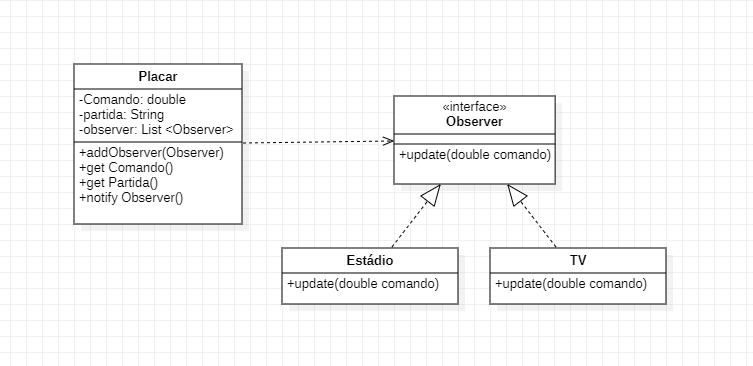 Placar
-Comando: double
-partida: String
-observer: List <Observer>
+addObserver(Observer)
+get Comando()
+get Partida()
+notify Observer()
«interface»
Observer
+update(double comando)
Estádio
+update(double comando)
TV
+update(double comando)